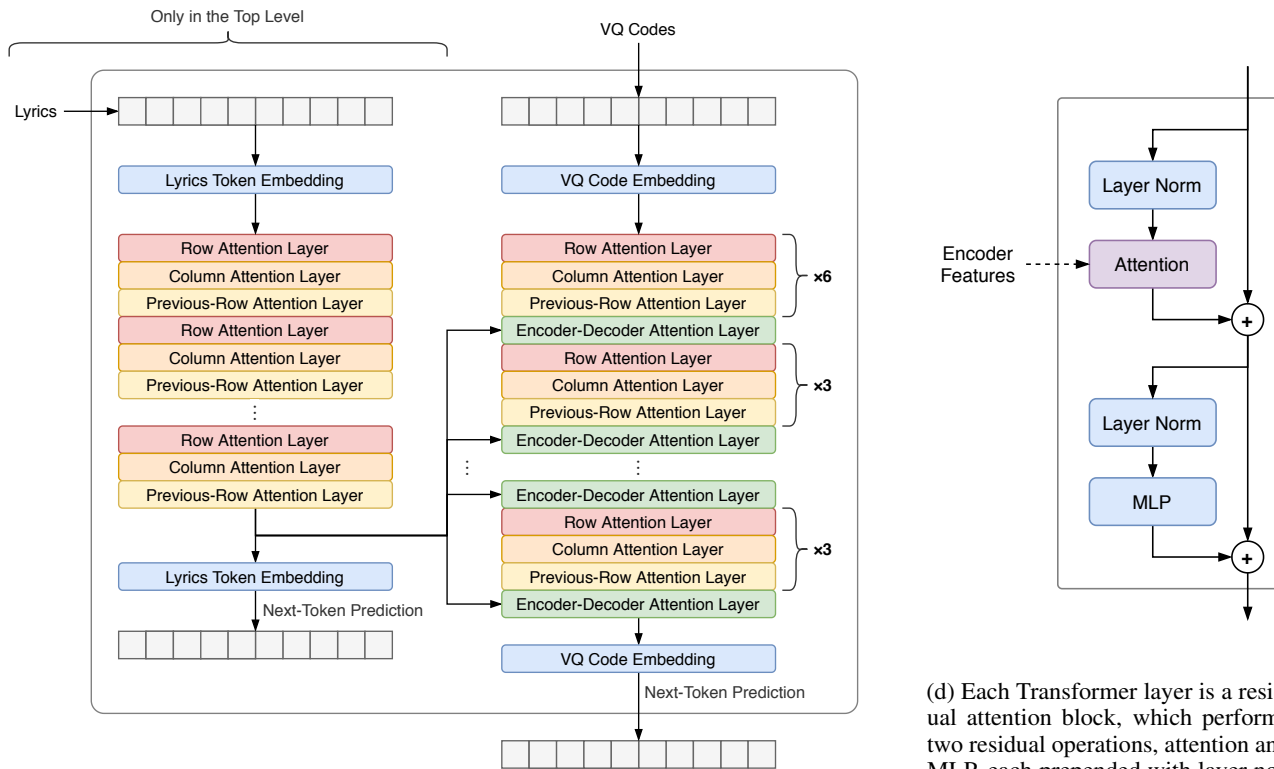 Only in the Top Level
VQ Codes
Lyrics
Lyrics Token Embedding
Row Attention Layer
Column Attention Layer
Previous-Row Attention Layer
Row Attention Layer
Column Attention Layer
Previous-Row Attention Layer
⋮
Row Attention Layer
Column Attention Layer
Previous-Row Attention Layer
Lyrics Token Embedding
Next-Token Prediction
VQ Code Embedding
Row Attention Layer
Column Attention Layer
Previous-Row Attention Layer
×6
Encoder-Decoder Attention Layer
Row Attention Layer
Column Attention Layer
Previous-Row Attention Layer
×3
Encoder-Decoder Attention Layer
⋮ ⋮
Encoder-Decoder Attention Layer
Row Attention Layer
Column Attention Layer
Previous-Row Attention Layer
×3
Encoder-Decoder Attention Layer
VQ Code Embedding
Next-Token Prediction
Layer Norm
Encoder
Features
Attention
+
Layer Norm
MLP
+
(d) Each Transformer layer is a resi
ual attention block, which perform
two residual operations, attention an
MLP, each prepended with layer no